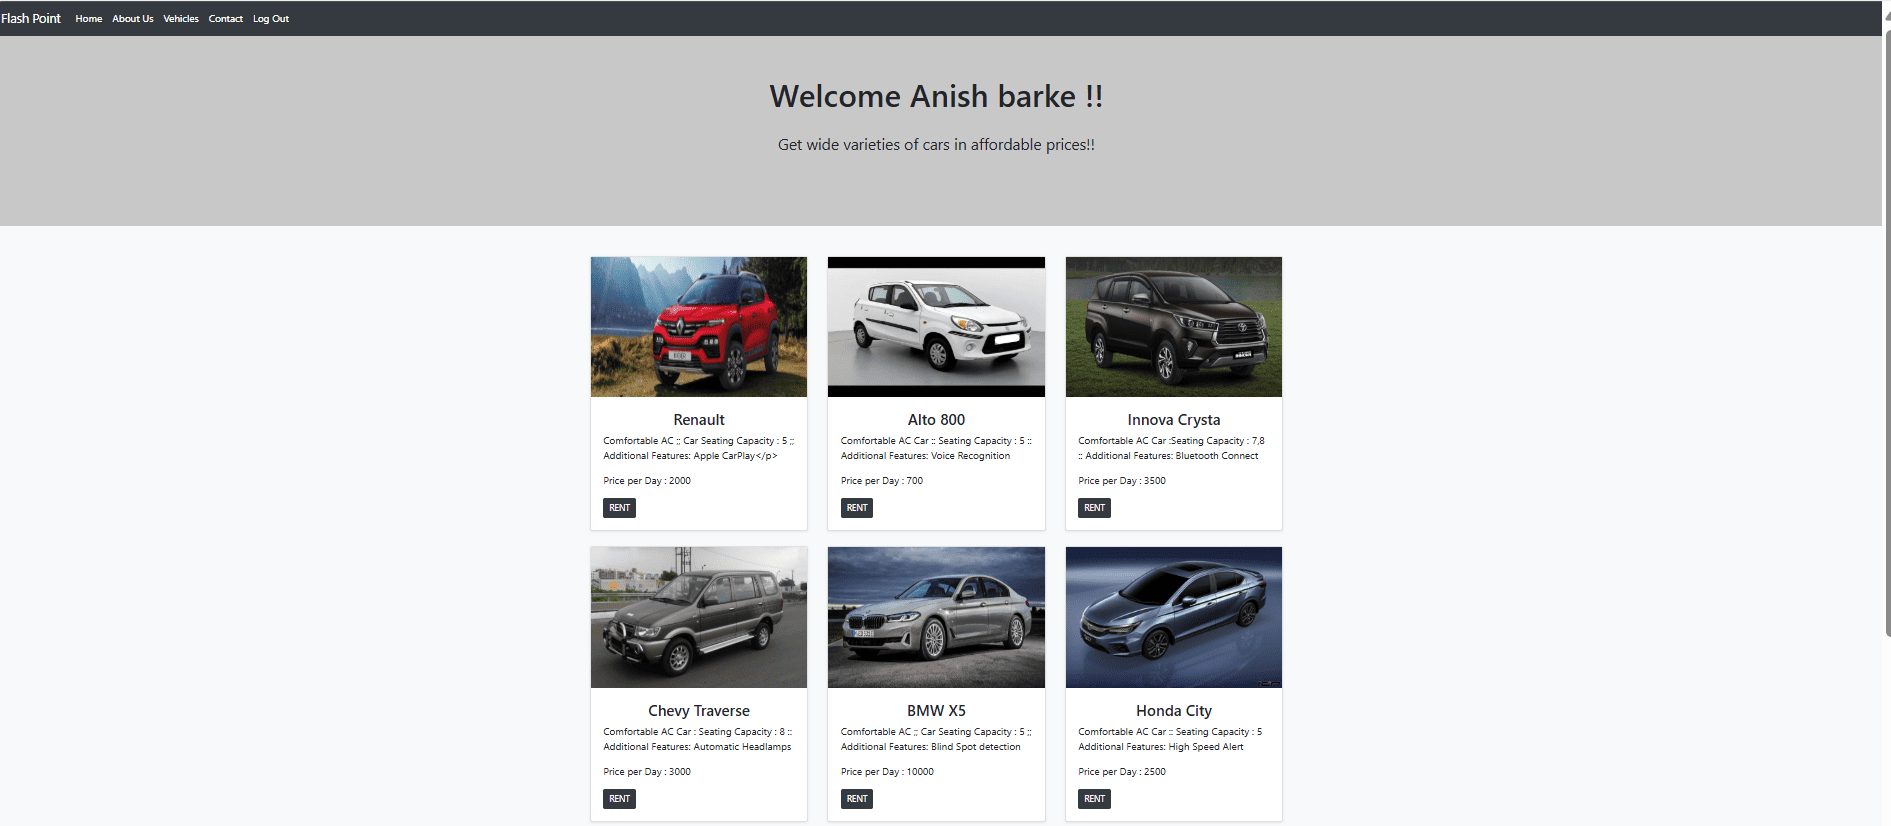 Flash Point Home About Us Vehicles Contact Log Out
Welcome Anish barke !!
Get wide varieties of cars in affordable prices!!
Renault
Comfortable AC ;; Car Seating Capacity : 5 ;;
Additional Features: Apple CarPlay</p>
Price per Day : 2000
RENT
Alto 800
Comfortable AC Car :: Seating Capacity : 5 ::
Additional Features: Voice Recognition
Price per Day : 700
RENT
Innova Crysta
Comfortable AC Car :Seating Capacity : 7,8
:: Additional Features: Bluetooth Connect
Price per Day : 3500
RENT
Chevy Traverse
Comfortable AC Car : Seating Capacity : 8 ::
Additional Features: Automatic Headlamps
Price per Day : 3000
RENT
BMW X5
Comfortable AC ;; Car Seating Capacity : 5 ;;
Additional Features: Blind Spot detection
Price per Day : 10000
RENT
Honda City
Comfortable AC Car :: Seating Capacity : 5
Additional Features: High Speed Alert
Price per Day : 2500
RENT